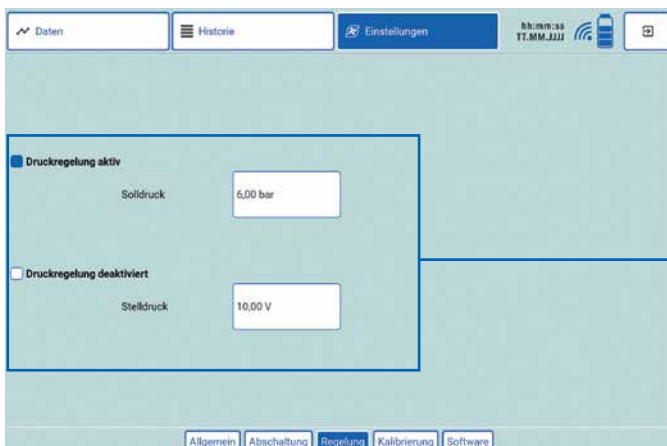 Daten
Historie
Einstellungen
hh:mm:ss
TT.MM.JJJJ
Druckregelung aktiv
Solldruck
6,00 bar
Druckregelung deaktiviert
Stelldruck
10,00 V
Allgemein
Abschaltung
Regelung
Kalibrierung
Software